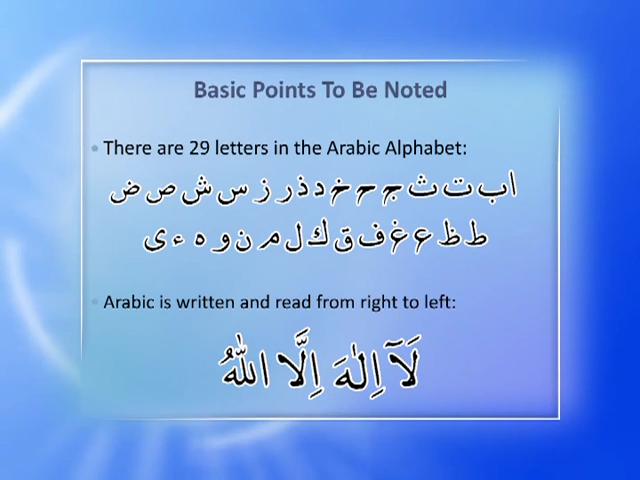 Basic Points To Be Noted
• There are 29 letters in the Arabic Alphabet:
ا ب ت ث ج ح خ د ذ ر ز س ش ص ض
ط ظ ع غ ف ق ك ل م ن و ه ء ى
• Arabic is written and read from right to left:
لَآ اِلٰهَ اِلَّا اللّٰهُ